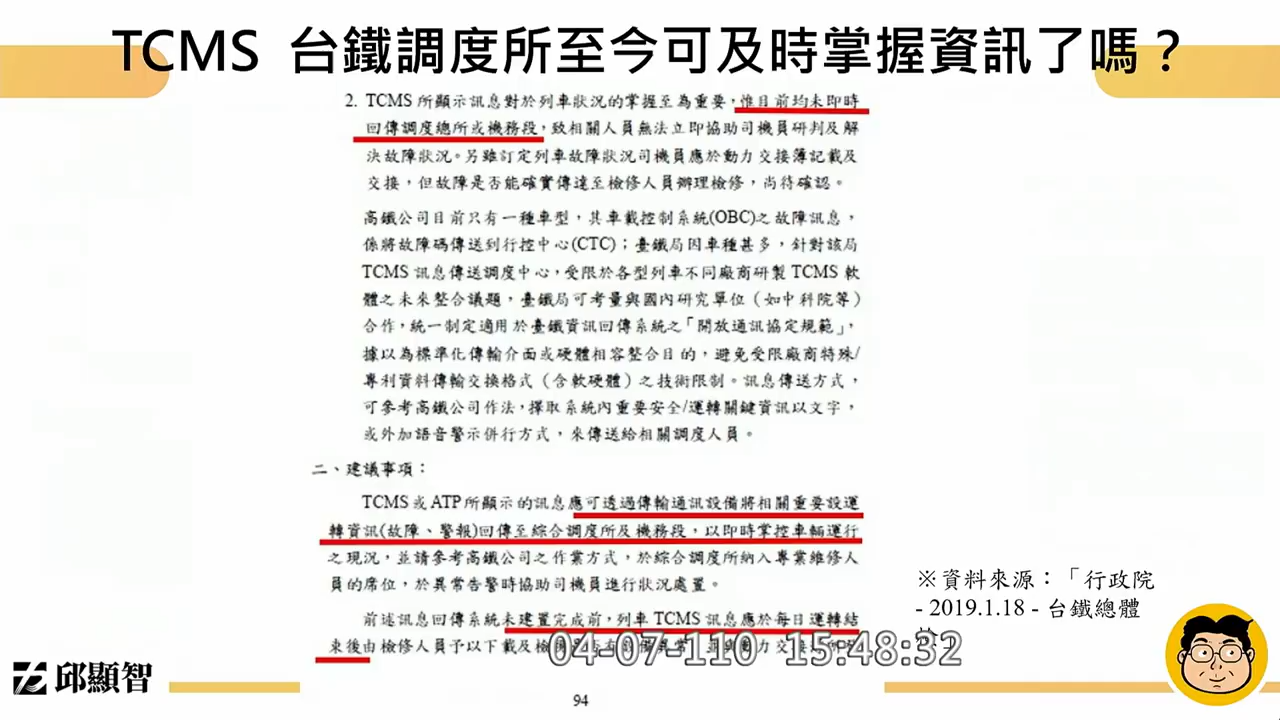 TCMS 台鐵調度所至今可及時掌握資訊了嗎？
2. TCMS 所顯示訊息對於列車狀況的掌握至為重要，惟目前均未即時
回傳調度總所或機務段，致相關人員無法立即協助司機員研判及解
決故障狀況。另雖訂定列車故障狀況司機員應於動力交接簿記載及
交接，但故障是否能確實傳達至檢修人員辦理檢修，尚待確認。
高鐵公司目前只有一種車型，其車載控制系統(OBC)之故障訊息，
係將故障碼傳送到行控中心(CTC)；臺鐵局因車種甚多，針對該局
TCMS 訊息傳送調度中心，受限於各型列車不同廠商研製 TCMS 軟
體之未來整合議題，臺鐵局可考量與國內研究單位（如中科院等）
合作，統一制定適用於臺鐵資訊回傳系統之「開放通訊協定規範」，
據以為標準化傳輸介面或硬體相容整合目的，避免受限廠商特殊/
專利資料傳輸交換格式（含軟硬體）之技術限制。訊息傳送方式，
可參考高鐵公司作法，擇取系統內重要安全/運轉關鍵資訊以文字，
或外加語音警示併行方式，來傳送給相關調度人員。
二、建議事項：
TCMS 或 ATP 所顯示的訊息應可透過傳輸通訊設備將相關重要設運
轉資訊(故障、警報)回傳至綜合調度所及機務段，以即時掌控車輛運行
之現況，並請參考高鐵公司之作業方式，於綜合調度所納入專業維修人
員的席位，於異常告警時協助司機員進行狀況處置。
前述訊息回傳系統未建置完成前，列車 TCMS 訊息應於每日運轉結
束後由檢修人員予以下載及檢
04-07-110 15:48:32
94
※資料來源：「行政院
- 2019.1.18 - 台鐵總體
邱顯智